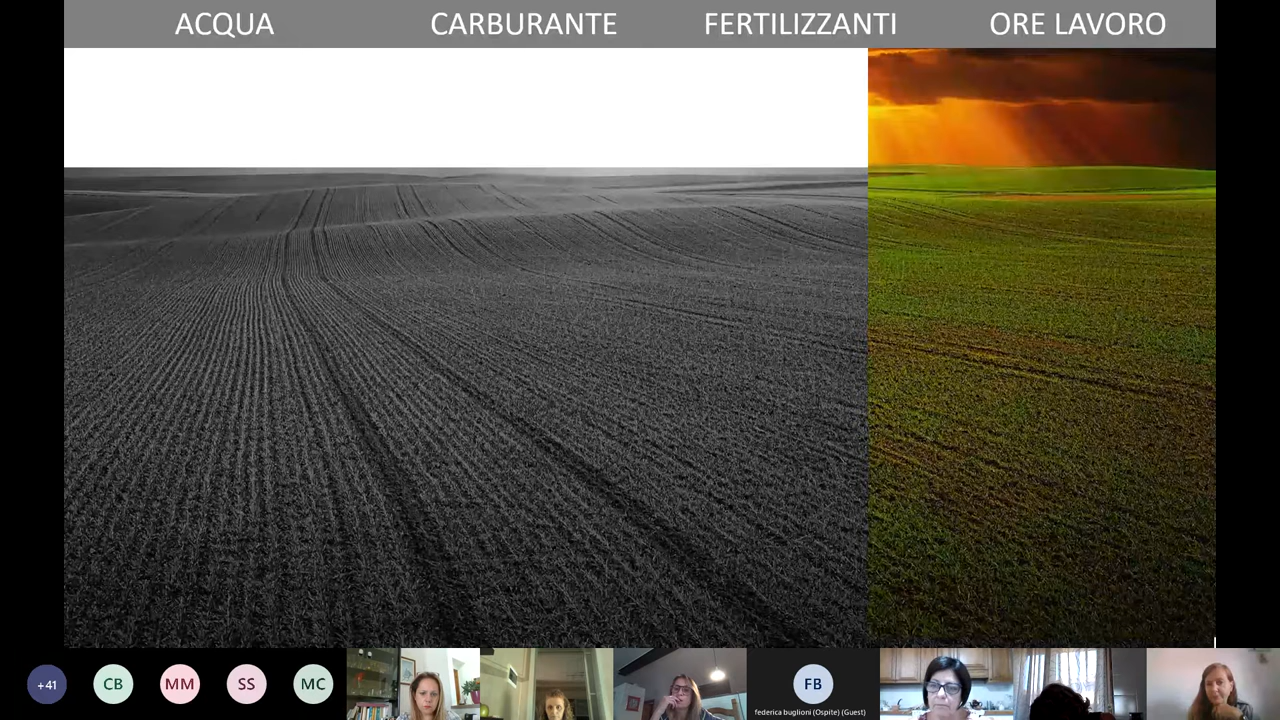 ACQUA CARBURANTE FERTILIZZANTI ORE LAVORO
+41 CB MM SS MC FB
federica buglioni (Ospite) (Guest)